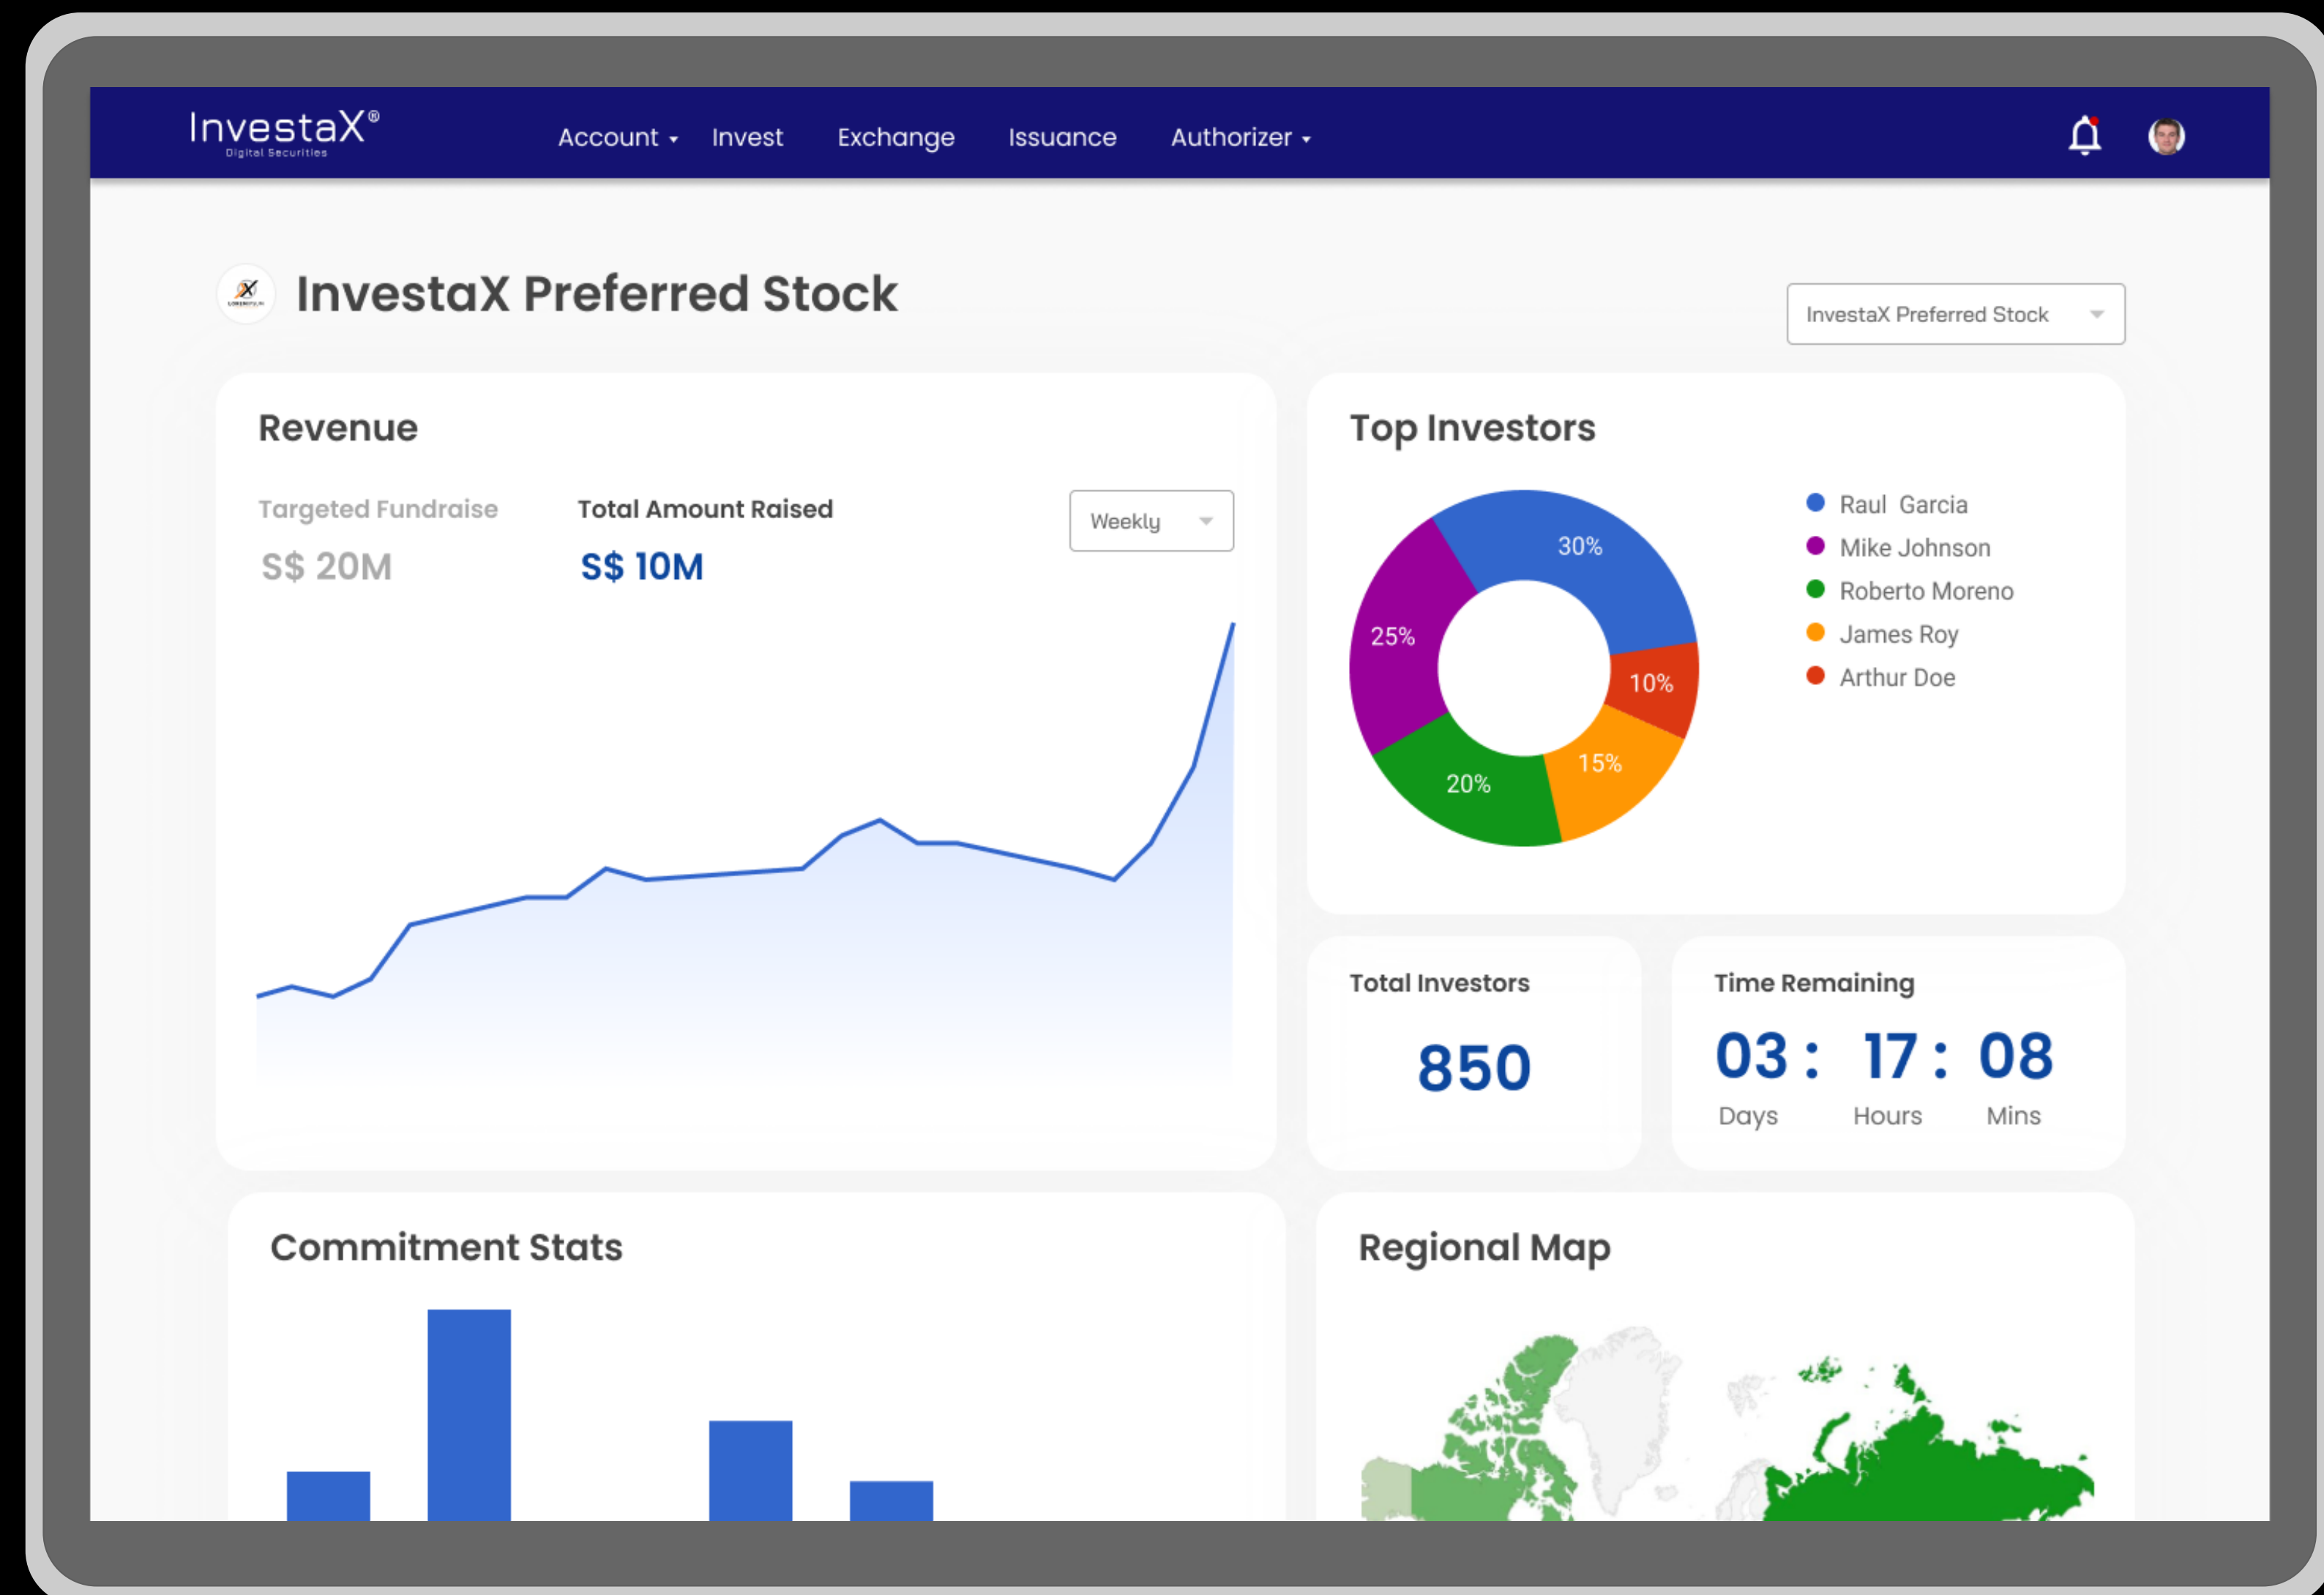 InvestaX®
Digital Securities
Account
Invest
Exchange
Issuance
Authorizer
InvestaX Preferred Stock
InvestaX Preferred Stock
Revenue
Targeted Fundraise
S$ 20M
Total Amount Raised
S$ 10M
Weekly
Top Investors
30%
25%
10%
15%
20%
Raul Garcia
Mike Johnson
Roberto Moreno
James Roy
Arthur Doe
Total Investors
850
Time Remaining
03 : 17 : 08
Days Hours Mins
Commitment Stats
Regional Map